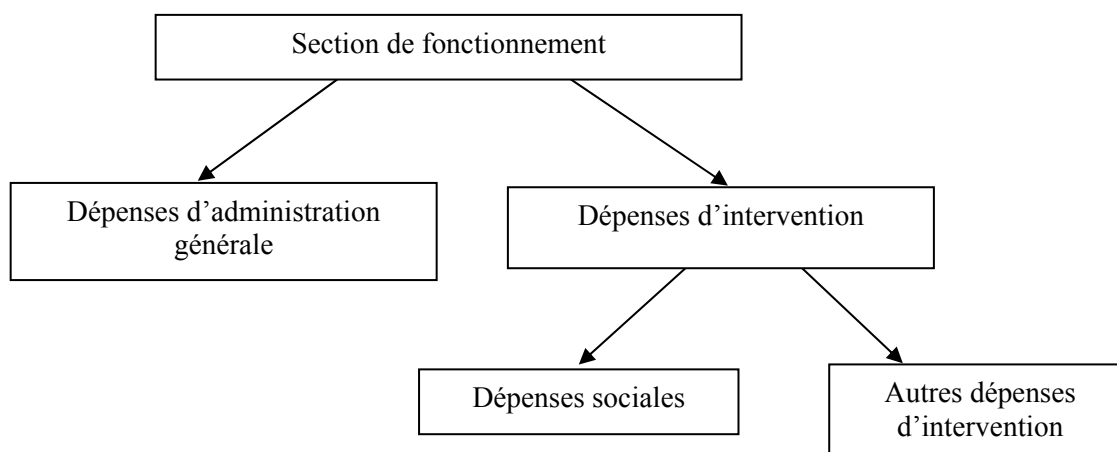 Section de fonctionnement
Dépenses d’administration
générale
Dépenses d’intervention
Dépenses sociales
Autres dépenses
d’intervention